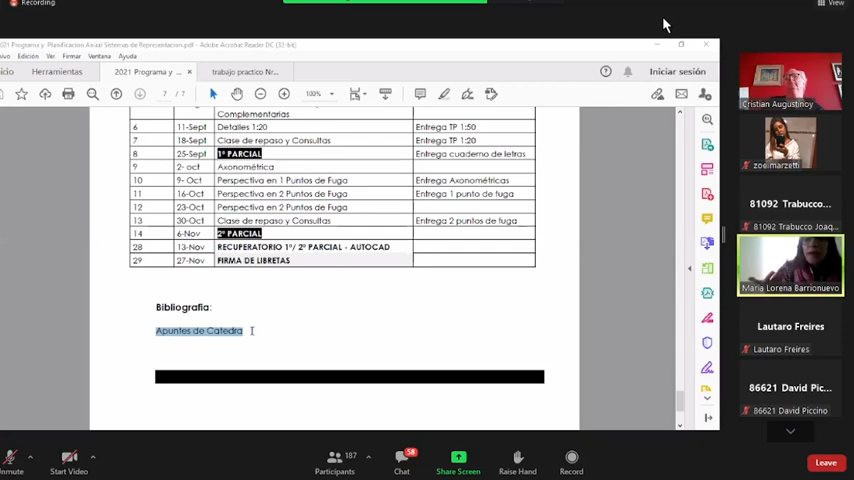 Recording
View
2021 Programa y Planificacion Anual Sistemas de Representacion.pdf - Adobe Acrobat Reader DC (32-bit)
Edición Ver Firmar Ventana Ayuda
Herramientas
2021 Programa y ...
trabajo practico Nr...
Iniciar sesión
7 / 7
100%
Complementarias
6 11-Sept Detalles 1:20 Entrega TP 1:50
7 18-Sept Clase de repaso y Consultas Entrega TP 1:20
8 25-Sept 1º PARCIAL Entrega cuaderno de letras
9 2- oct Axonométrica
10 9- Oct Perspectiva en 1 Puntos de Fuga Entrega Axonométricas
11 16-Oct Perspectiva en 2 Puntos de Fuga Entrega 1 punto de fuga
12 23-Oct Perspectiva en 2 Puntos de Fuga
13 30-Oct Clase de repaso y Consultas Entrega 2 puntos de fuga
14 6-Nov 2º PARCIAL
28 13-Nov RECUPERATORIO 1º/ 2º PARCIAL - AUTOCAD
29 27-Nov FIRMA DE LIBRETAS
Bibliografia:
Apuntes de Catedra
Cristian Augustinoy
zoelmarzetti
81092 Trabucco...
81092 Trabucco Joaq...
Maria Lorena Barrionuevo
Lautaro Freires
Lautaro Freires
86621 David Picc...
86621 David Piccino
Unmute
Start Video
187
Participants
58
Chat
Share Screen
Raise Hand
Record
Leave